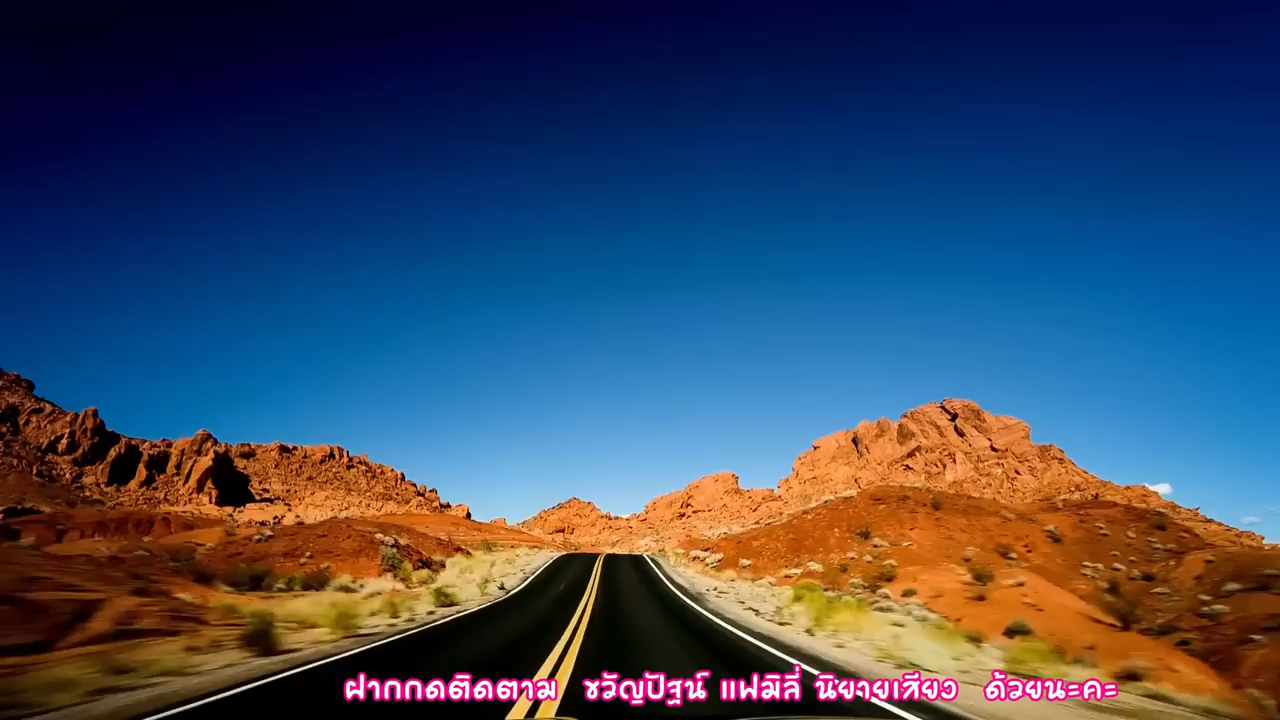 ฝากกดติดตาม ขวัญปัฐน์ แฟมิลี่ นิยายเสียง ด้วยนะคะ